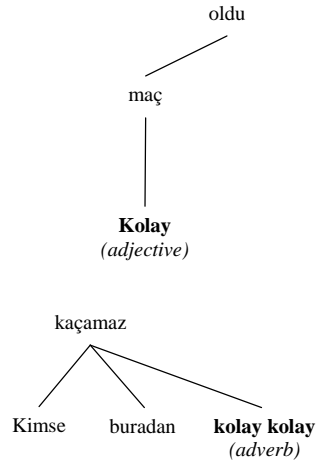 oldu
maç
Kolay
(adjective)
kaçamaz
Kimse buradan kolay kolay
(adverb)